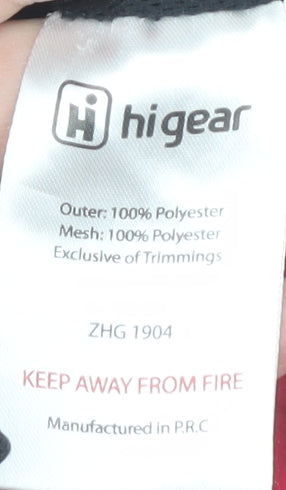 Hi hi gear
Outer: 100% Polyester
Mesh: 100% Polyester
Exclusive of Trimmings
ZHG 1904
KEEP AWAY FROM FIRE
Manufactured in P.R.C